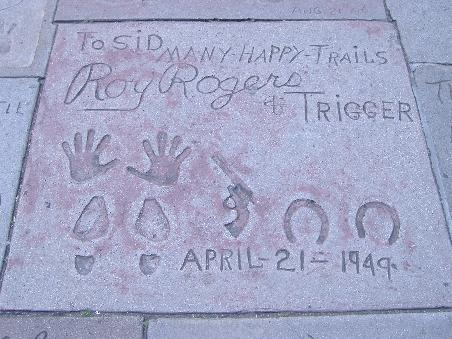 To SID
MANY-HAPPY-TRAILS
Roy Rogers
& TRIGGER
APRIL-21-1949.